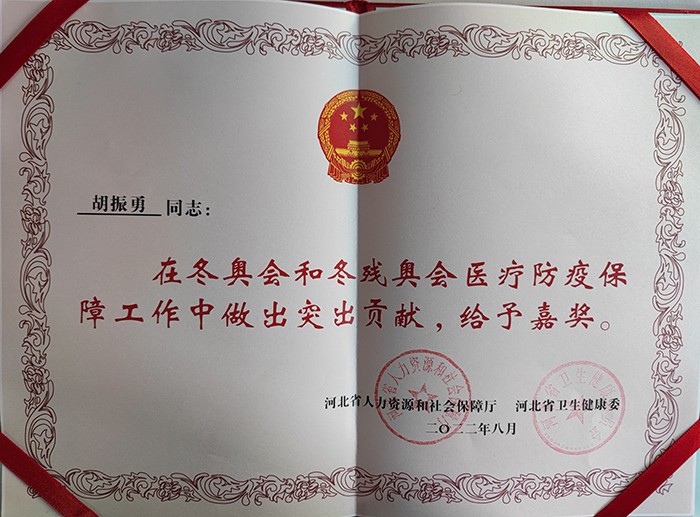 胡振勇 同志：
在冬奥会和冬残奥会医疗防疫保
障工作中做出突出贡献，给予嘉奖。
河北省人力资源和社会保障厅 河北省卫生健康委
二〇二二年八月